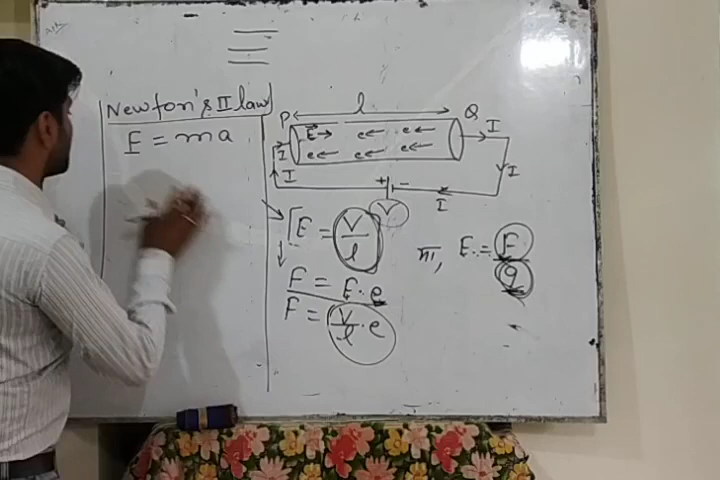 Newton's II law
F = ma
P l Q
E→ e← e← e←
e← e← e←
I I I I I
+ −
V
E = V/l
या, E = F/q
F = E.e
F = V/l . e